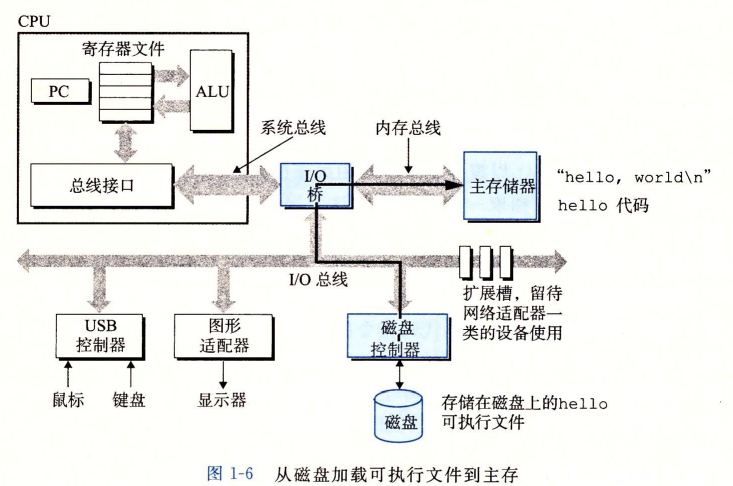 CPU
寄存器文件
PC
ALU
系统总线
内存总线
总线接口
I/O
桥
主存储器
“hello, world\n”
hello 代码
I/O 总线
扩展槽，留待
网络适配器一
类的设备使用
USB
控制器
图形
适配器
磁盘
控制器
鼠标
键盘
显示器
磁盘
存储在磁盘上的hello
可执行文件
图 1-6 从磁盘加载可执行文件到主存